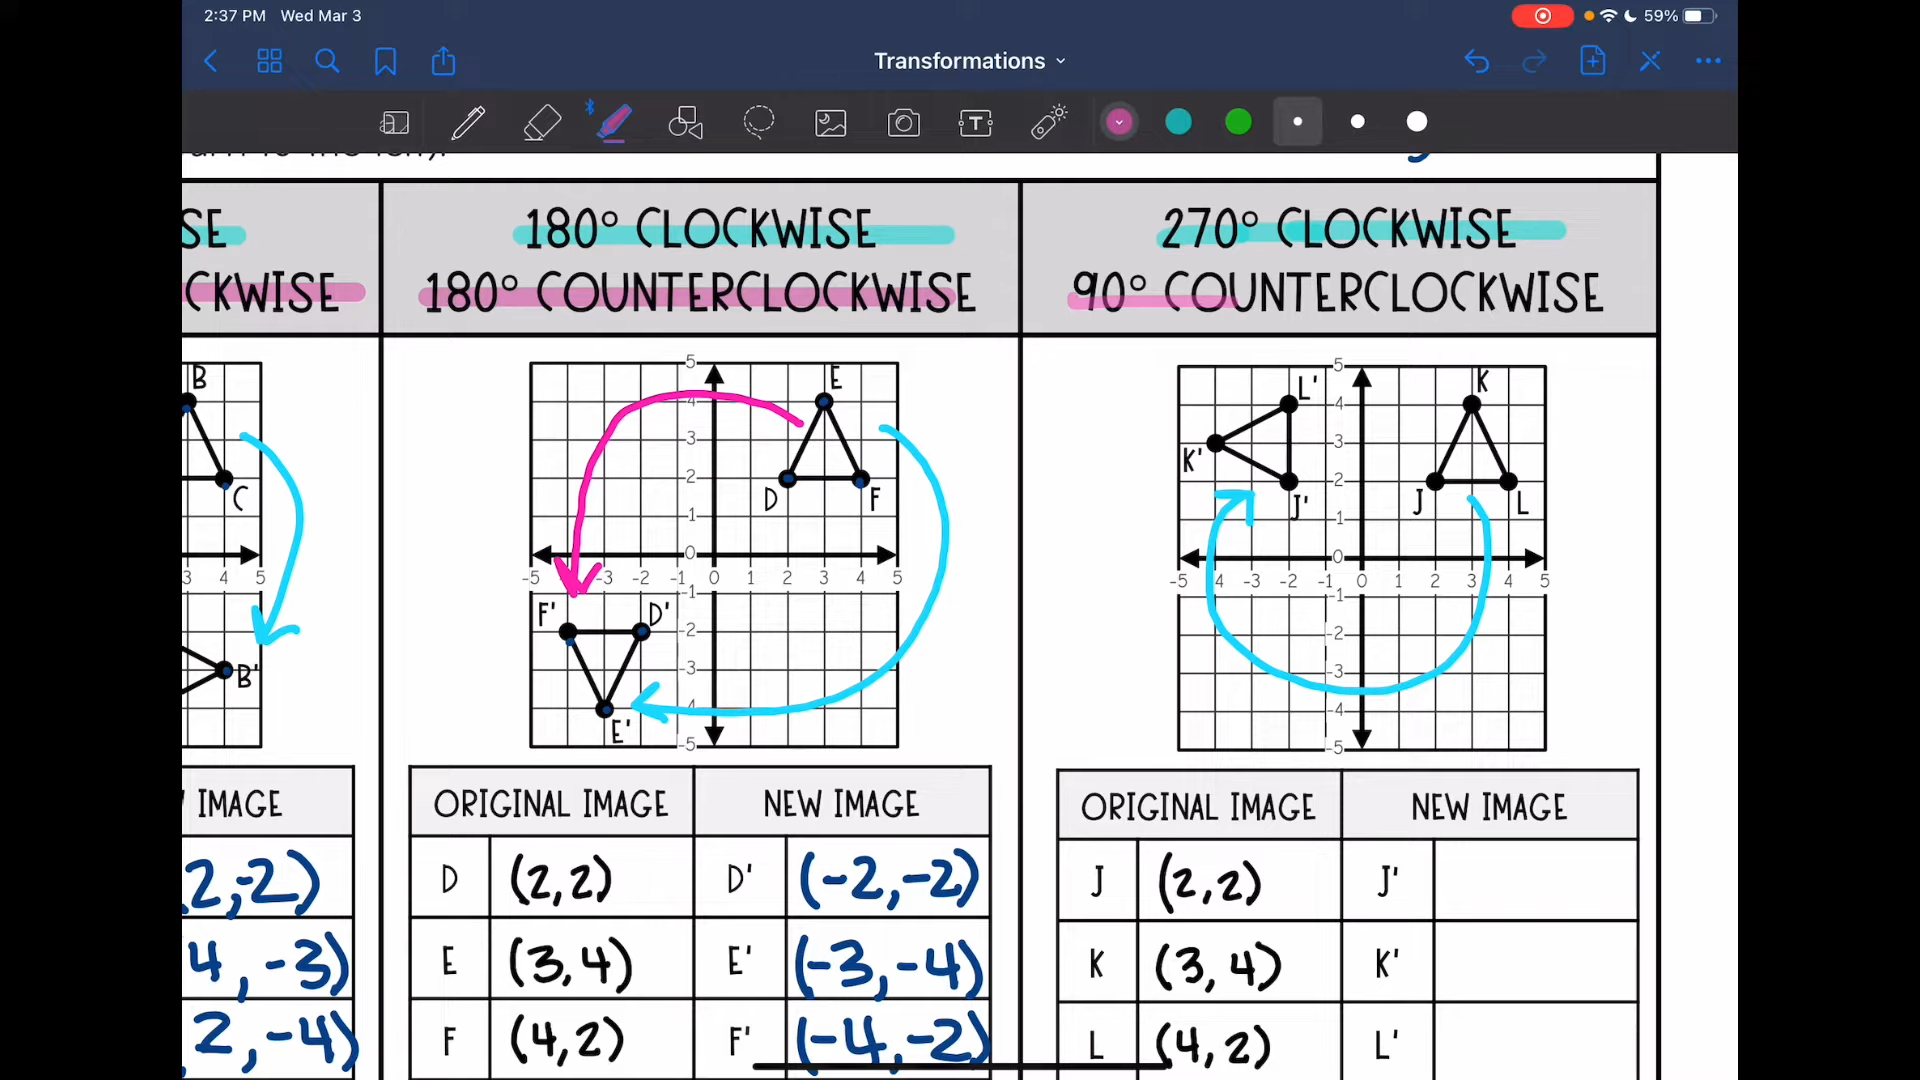 2:37 PM Wed Mar 3
59%
Transformations
SE
CKWISE
180° CLOCKWISE
180° COUNTERCLOCKWISE
270° CLOCKWISE
90° COUNTERCLOCKWISE
B
C
3 4 5
B'
5
4
3
2
1
0
-5 -3 -2 -1 0 1 2 3 4 5
-1
-2
-3
-4
-5
E
D F
F' D'
E'
5
4
3
2
1
0
-5 -4 -3 -2 -1 0 1 2 3 4 5
-1
-2
-3
-4
-5
L' K
K'
J' J L
IMAGE
2,-2)
4, -3)
2, -4)
ORIGINAL IMAGE NEW IMAGE
D (2,2) D' (-2,-2)
E (3,4) E' (-3,-4)
F (4,2) F' (-4,-2)
ORIGINAL IMAGE NEW IMAGE
J (2,2) J'
K (3, 4) K'
L (4,2) L'